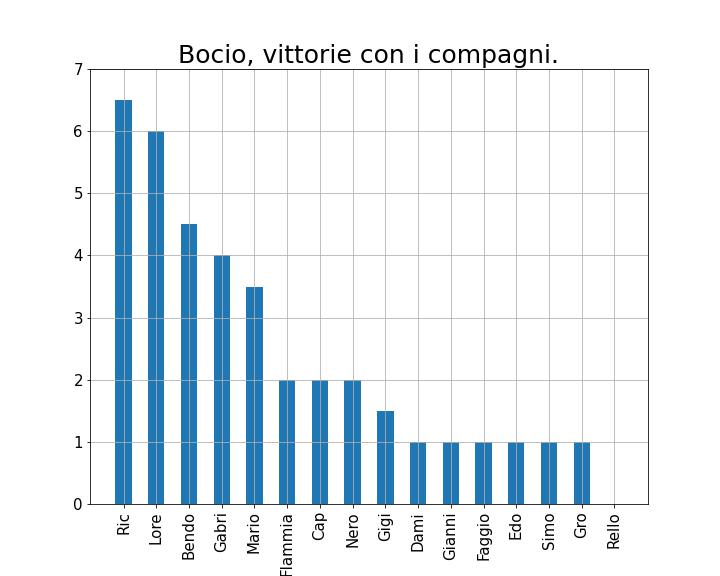 Bocio, vittorie con i compagni.
7
6
5
4
3
2
1
0
Ric
Lore
Bendo
Gabri
Mario
Flammia
Cap
Nero
Gigi
Dami
Gianni
Faggio
Edo
Simo
Gro
Rello